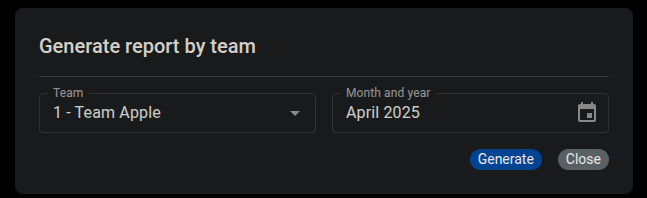 Generate report by team
Team
1 - Team Apple
Month and year
April 2025
Generate
Close